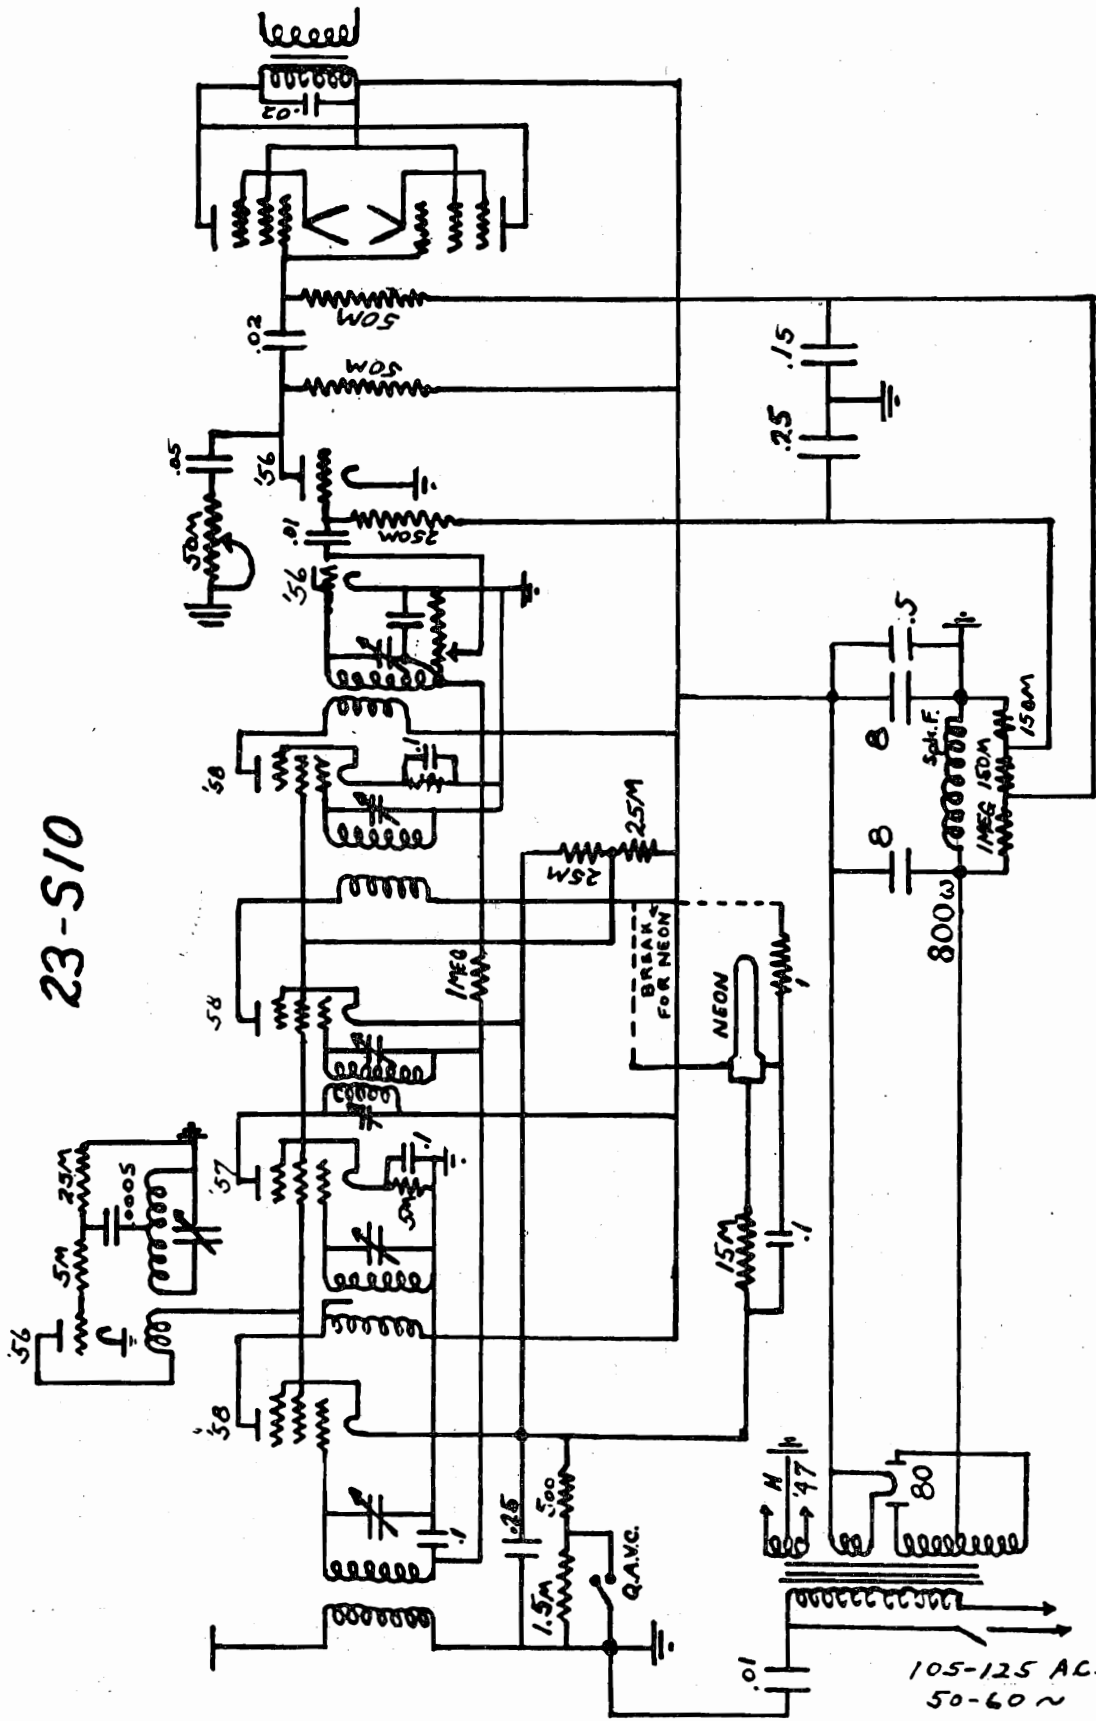 23-S10
'56
.5M
25M
.0005
'58
'57
.1
5M
'58
'58
.1
'56
50M
.05
.01
250M
'56
.02
50M
50M
.02
1MEG
.1
.25
500
1.5M
Q.A.V.C.
15M
.1
NEON
1
BREAK
FOR NEON
25M
25M
.25
.15
.01
105-125 A.C.
50-60 ~
H
'47
80
800ω
8
8
.5
Spk. F.
1MEG
150M
150M